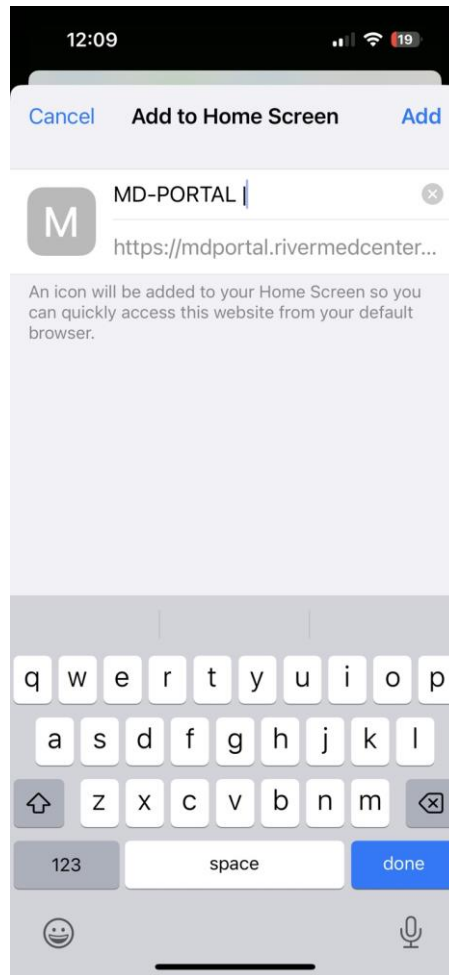 12:09
19
Cancel Add to Home Screen Add
M
MD-PORTAL
https://mdportal.rivermedcenter...
An icon will be added to your Home Screen so you
can quickly access this website from your default
browser.
q w e r t y u i o p
a s d f g h j k l
z x c v b n m
123 space done